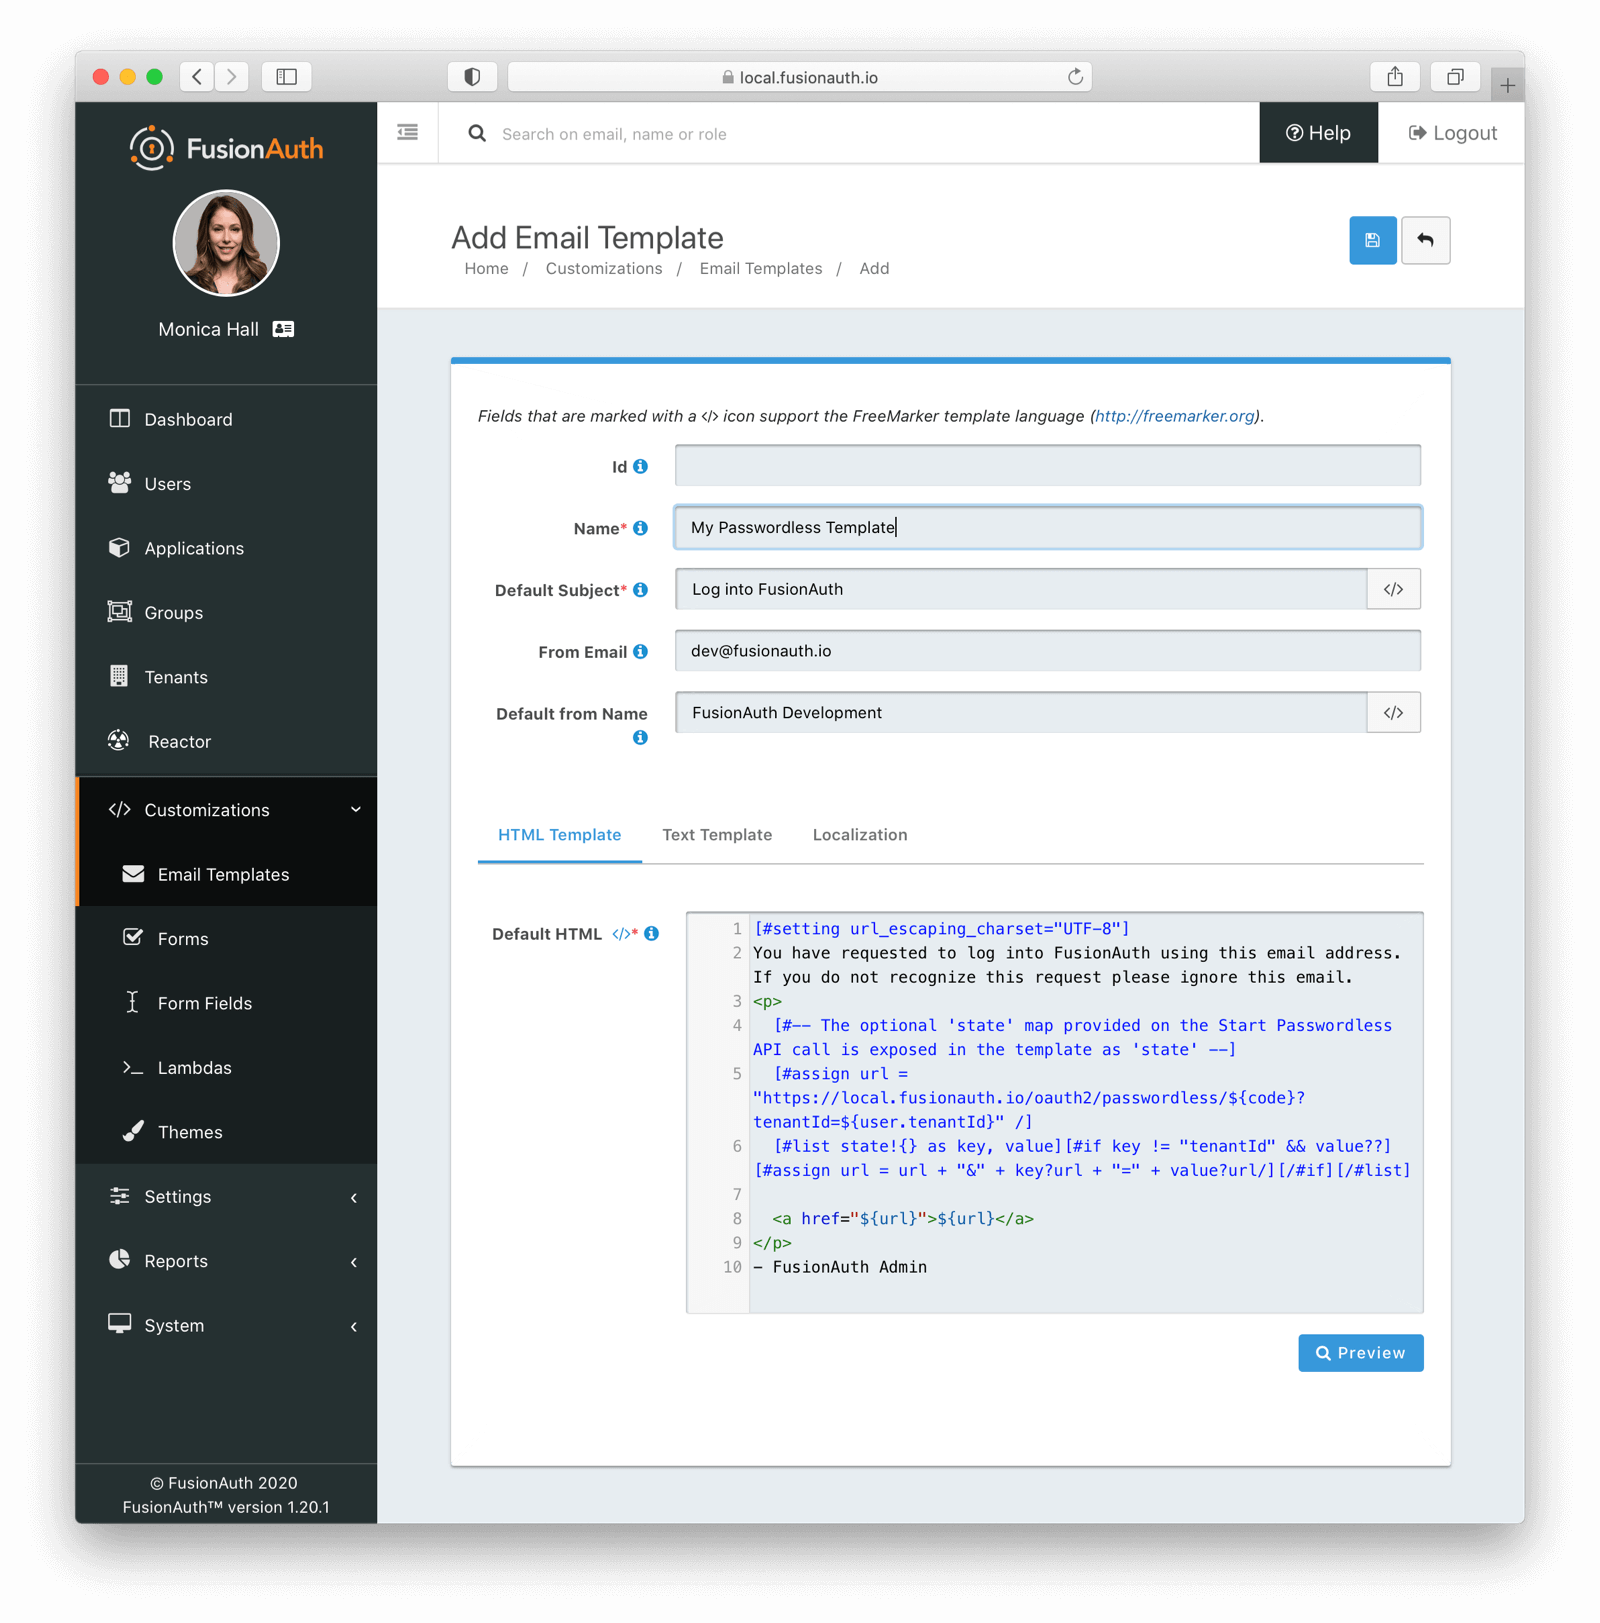 local.fusionauth.io
FusionAuth
Search on email, name or role
Help
Logout
Monica Hall
Add Email Template
Home / Customizations / Email Templates / Add
Dashboard
Users
Applications
Groups
Tenants
Reactor
</> Customizations
Email Templates
Forms
Form Fields
Lambdas
Themes
Settings
Reports
System
© FusionAuth 2020
FusionAuth™ version 1.20.1
Fields that are marked with a </> icon support the FreeMarker template language (http://freemarker.org).
Id
Name* My Passwordless Template
Default Subject* Log into FusionAuth </>
From Email dev@fusionauth.io
Default from Name FusionAuth Development </>
HTML Template Text Template Localization
Default HTML </>*
1 [#setting url_escaping_charset="UTF-8"]
2 You have requested to log into FusionAuth using this email address.
If you do not recognize this request please ignore this email.
3 <p>
4 [#-- The optional 'state' map provided on the Start Passwordless
API call is exposed in the template as 'state' --]
5 [#assign url =
"https://local.fusionauth.io/oauth2/passwordless/${code}?
tenantId=${user.tenantId}" /]
6 [#list state!{} as key, value][#if key != "tenantId" && value??]
[#assign url = url + "&" + key?url + "=" + value?url/][/#if][/#list]
7
8 <a href="${url}">${url}</a>
9 </p>
10 - FusionAuth Admin
Preview